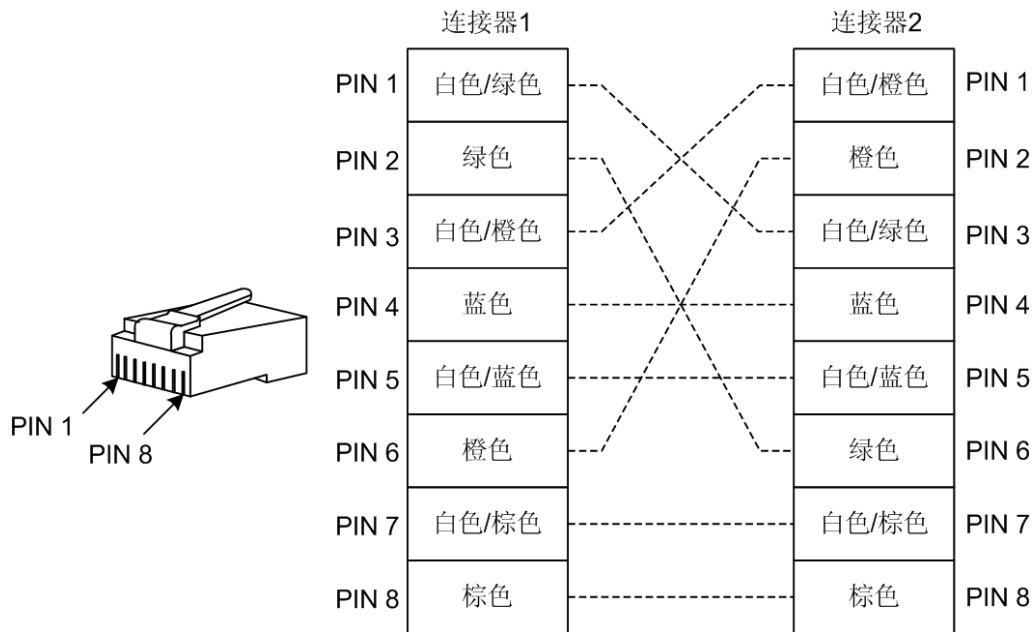 连接器1 连接器2
PIN 1 白色/绿色 白色/橙色 PIN 1
PIN 2 绿色 橙色 PIN 2
PIN 3 白色/橙色 白色/绿色 PIN 3
PIN 4 蓝色 蓝色 PIN 4
PIN 5 白色/蓝色 白色/蓝色 PIN 5
PIN 6 橙色 绿色 PIN 6
PIN 7 白色/棕色 白色/棕色 PIN 7
PIN 8 棕色 棕色 PIN 8
PIN 1
PIN 8